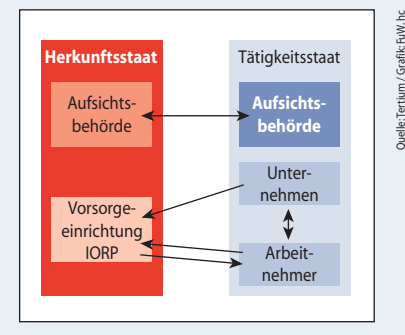 Herkunftsstaat
Aufsichts-
behörde
Vorsorge-
einrichtung
IORP
Tätigkeitsstaat
Aufsichts-
behörde
Unter-
nehmen
Arbeit-
nehmer
Quelle: Tertium / Grafik: FuW, hc